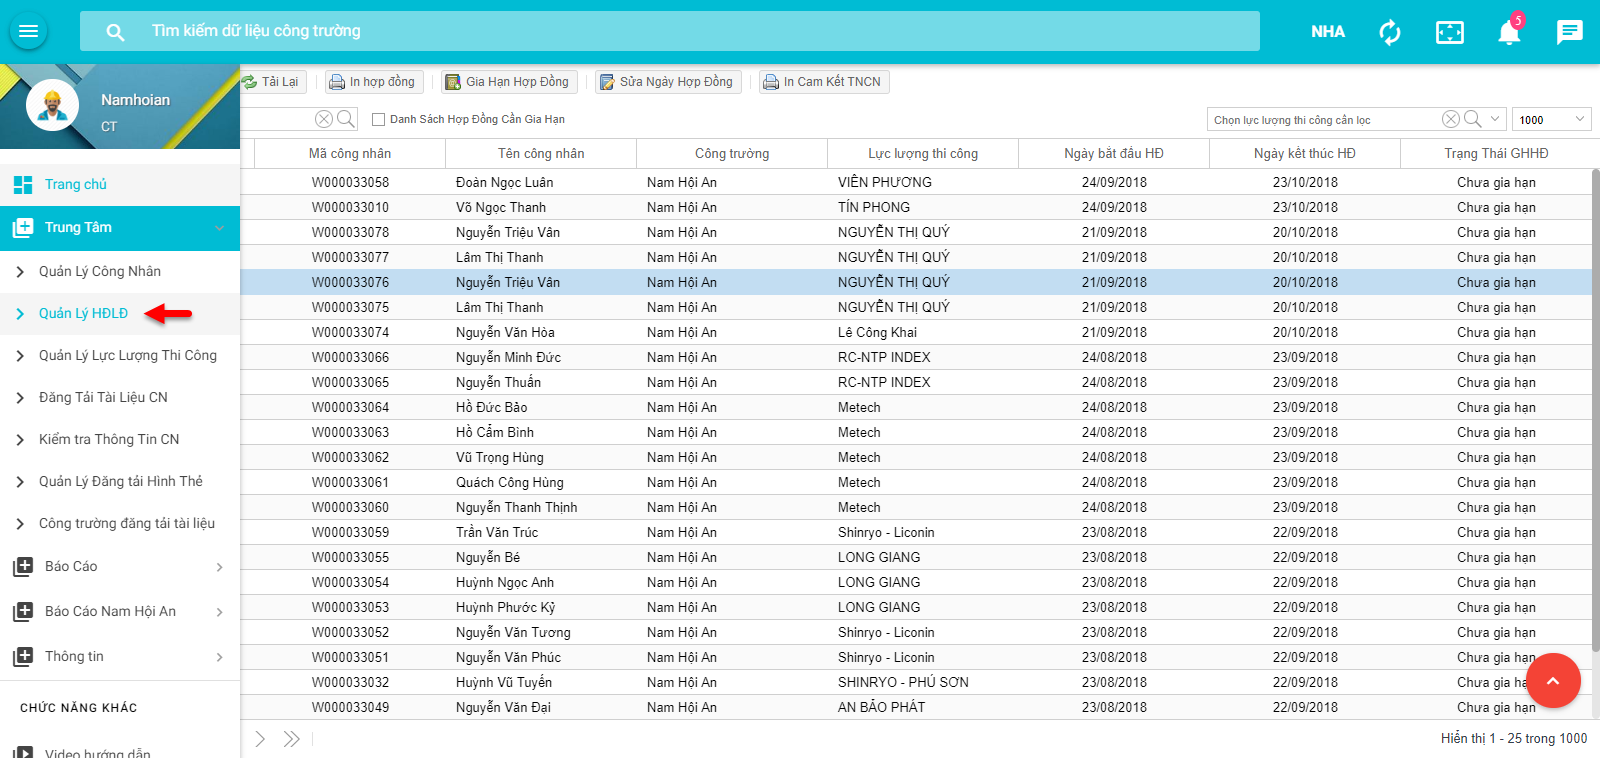 Tìm kiếm dữ liệu công trường
NHA
5
Namhoian
CT
Trang chủ
Trung Tâm
Quản Lý Công Nhân
Quản Lý HĐLĐ
Quản Lý Lực Lượng Thi Công
Đăng Tải Tài Liệu CN
Kiểm tra Thông Tin CN
Quản Lý Đăng tải Hình Thẻ
Công trường đăng tải tài liệu
Báo Cáo
Báo Cáo Nam Hội An
Thông tin
CHỨC NĂNG KHÁC
Video hướng dẫn
Tải Lại In hợp đồng Gia Hạn Hợp Đồng Sửa Ngày Hợp Đồng In Cam Kết TNCN
Danh Sách Hợp Đồng Cần Gia Hạn Chọn lực lượng thi công cần lọc 1000
Mã công nhân Tên công nhân Công trường Lực lượng thi công Ngày bắt đầu HĐ Ngày kết thúc HĐ Trạng Thái GHHĐ
W000033058 Đoàn Ngọc Luân Nam Hội An VIÊN PHƯƠNG 24/09/2018 23/10/2018 Chưa gia hạn
W000033010 Võ Ngọc Thanh Nam Hội An TÍN PHONG 24/09/2018 23/10/2018 Chưa gia hạn
W000033078 Nguyễn Triệu Vân Nam Hội An NGUYỄN THỊ QUÝ 21/09/2018 20/10/2018 Chưa gia hạn
W000033077 Lâm Thị Thanh Nam Hội An NGUYỄN THỊ QUÝ 21/09/2018 20/10/2018 Chưa gia hạn
W000033076 Nguyễn Triệu Vân Nam Hội An NGUYỄN THỊ QUÝ 21/09/2018 20/10/2018 Chưa gia hạn
W000033075 Lâm Thị Thanh Nam Hội An NGUYỄN THỊ QUÝ 21/09/2018 20/10/2018 Chưa gia hạn
W000033074 Nguyễn Văn Hòa Nam Hội An Lê Công Khai 21/09/2018 20/10/2018 Chưa gia hạn
W000033066 Nguyễn Minh Đức Nam Hội An RC-NTP INDEX 24/08/2018 23/09/2018 Chưa gia hạn
W000033065 Nguyễn Thuấn Nam Hội An RC-NTP INDEX 24/08/2018 23/09/2018 Chưa gia hạn
W000033064 Hồ Đức Bảo Nam Hội An Metech 24/08/2018 23/09/2018 Chưa gia hạn
W000033063 Hồ Cẩm Bình Nam Hội An Metech 24/08/2018 23/09/2018 Chưa gia hạn
W000033062 Vũ Trọng Hùng Nam Hội An Metech 24/08/2018 23/09/2018 Chưa gia hạn
W000033061 Quách Công Hùng Nam Hội An Metech 24/08/2018 23/09/2018 Chưa gia hạn
W000033060 Nguyễn Thanh Thịnh Nam Hội An Metech 24/08/2018 23/09/2018 Chưa gia hạn
W000033059 Trần Văn Trúc Nam Hội An Shinryo - Liconin 23/08/2018 22/09/2018 Chưa gia hạn
W000033055 Nguyễn Bé Nam Hội An LONG GIANG 23/08/2018 22/09/2018 Chưa gia hạn
W000033054 Huỳnh Ngọc Anh Nam Hội An LONG GIANG 23/08/2018 22/09/2018 Chưa gia hạn
W000033053 Huỳnh Phước Kỷ Nam Hội An LONG GIANG 23/08/2018 22/09/2018 Chưa gia hạn
W000033052 Nguyễn Văn Tương Nam Hội An Shinryo - Liconin 23/08/2018 22/09/2018 Chưa gia hạn
W000033051 Nguyễn Văn Phúc Nam Hội An Shinryo - Liconin 23/08/2018 22/09/2018 Chưa gia hạn
W000033032 Huỳnh Vũ Tuyến Nam Hội An SHINRYO - PHÚ SƠN 23/08/2018 22/09/2018 Chưa gia hạn
W000033049 Nguyễn Văn Đại Nam Hội An AN BẢO PHÁT 23/08/2018 22/09/2018 Chưa gia hạn
Hiển thị 1 - 25 trong 1000